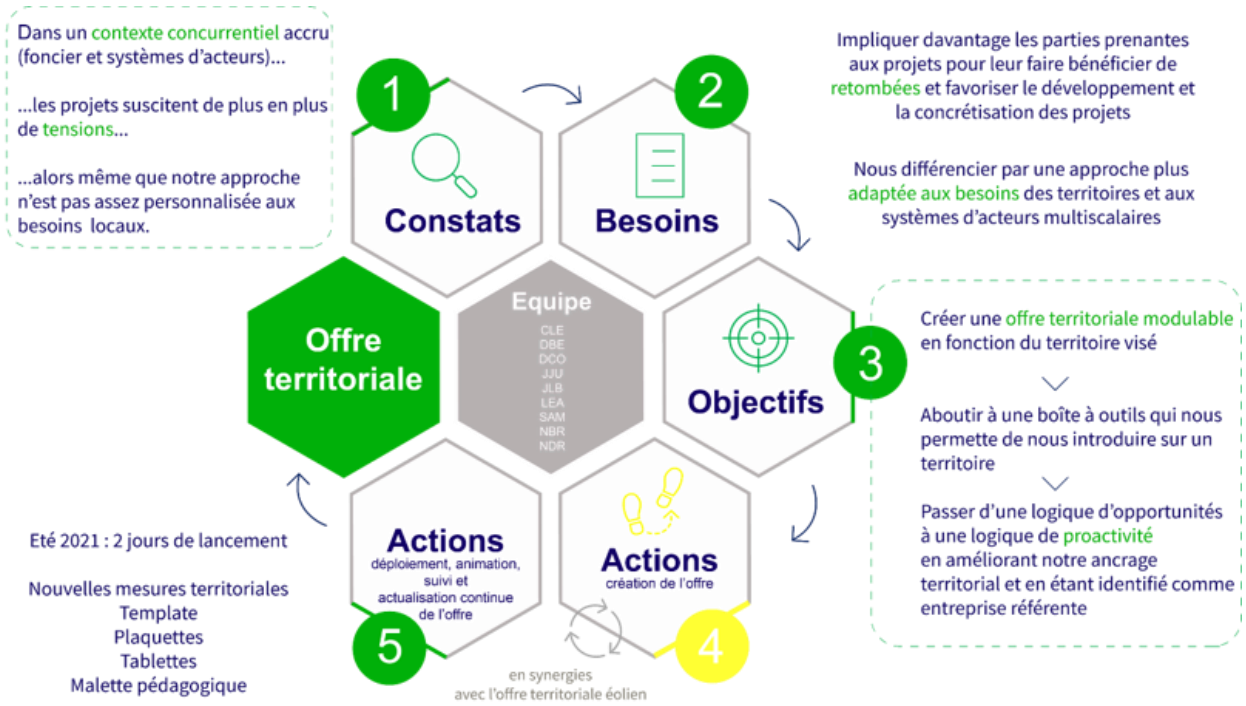 Dans un contexte concurrentiel accru
(foncier et systèmes d'acteurs)...
...les projets suscitent de plus en plus
de tensions...
...alors même que notre approche
n'est pas assez personnalisée aux
besoins locaux.
1
Constats
2
Besoins
Impliquer davantage les parties prenantes
aux projets pour leur faire bénéficier de
retombées et favoriser le développement et
la concrétisation des projets
Nous différencier par une approche plus
adaptée aux besoins des territoires et aux
systèmes d'acteurs multiscalaires
Offre
territoriale
Equipe
CLE
DBE
DCO
JJU
JLB
LEA
SAM
NBR
NDR
3
Objectifs
Créer une offre territoriale modulable
en fonction du territoire visé
Aboutir à une boîte à outils qui nous
permette de nous introduire sur un
territoire
Passer d'une logique d'opportunités
à une logique de proactivité
en améliorant notre ancrage
territorial et en étant identifié comme
entreprise référente
Actions
création de l'offre
4
en synergies
avec l'offre territoriale éolien
Actions
déploiement, animation,
suivi et
actualisation continue
de l'offre
5
Eté 2021 : 2 jours de lancement
Nouvelles mesures territoriales
Template
Plaquettes
Tablettes
Malette pédagogique